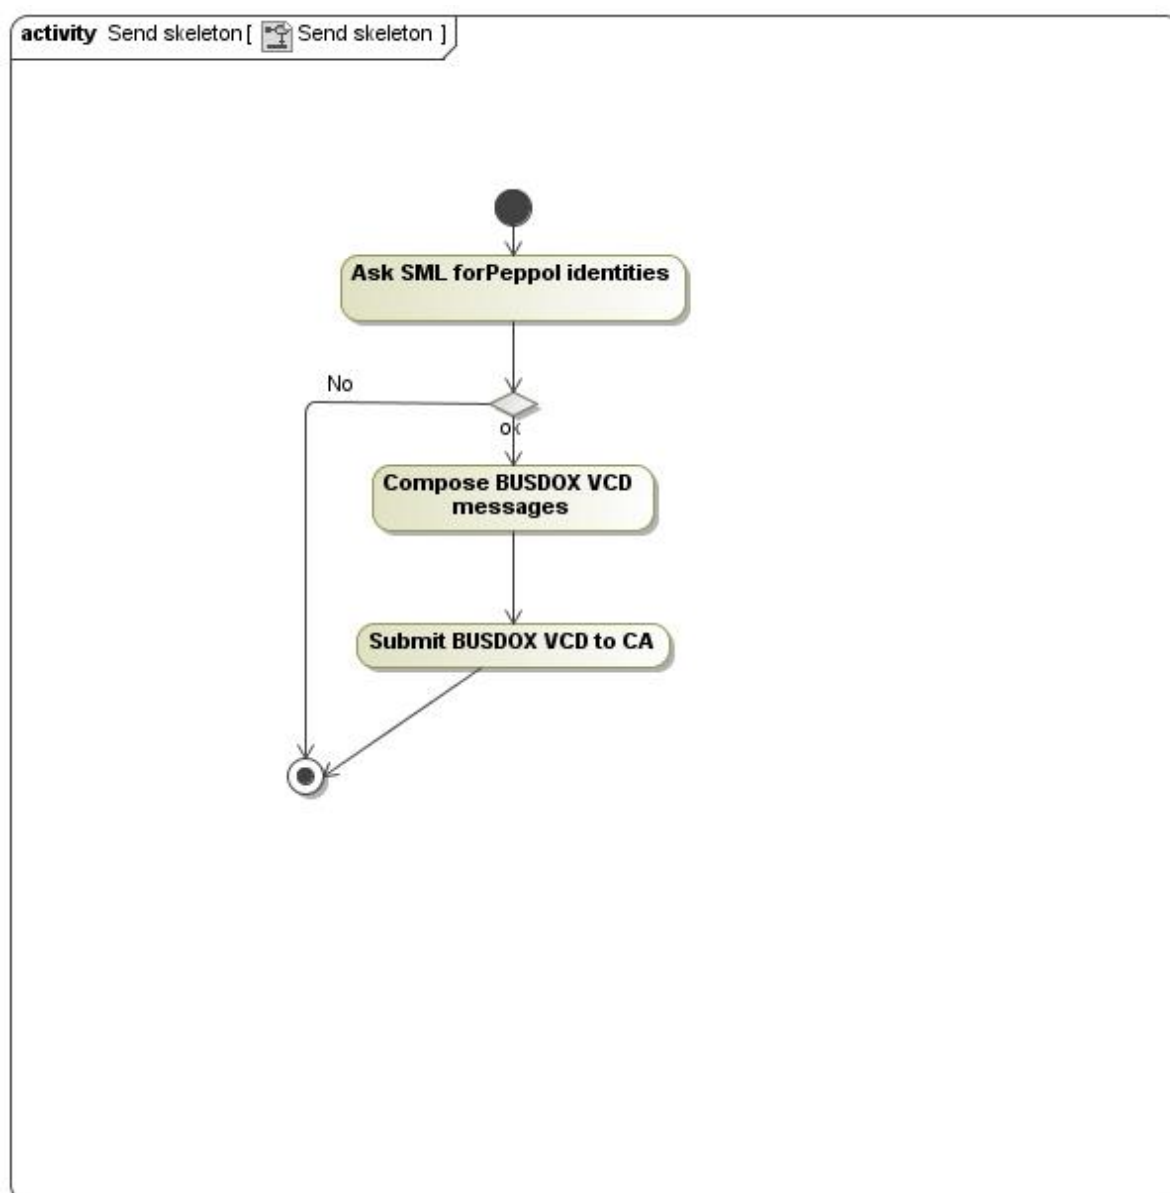 activity Send skeleton [ Send skeleton ]
Ask SML forPeppol identities
No
ok
Compose BUSDOX VCD
messages
Submit BUSDOX VCD to CA